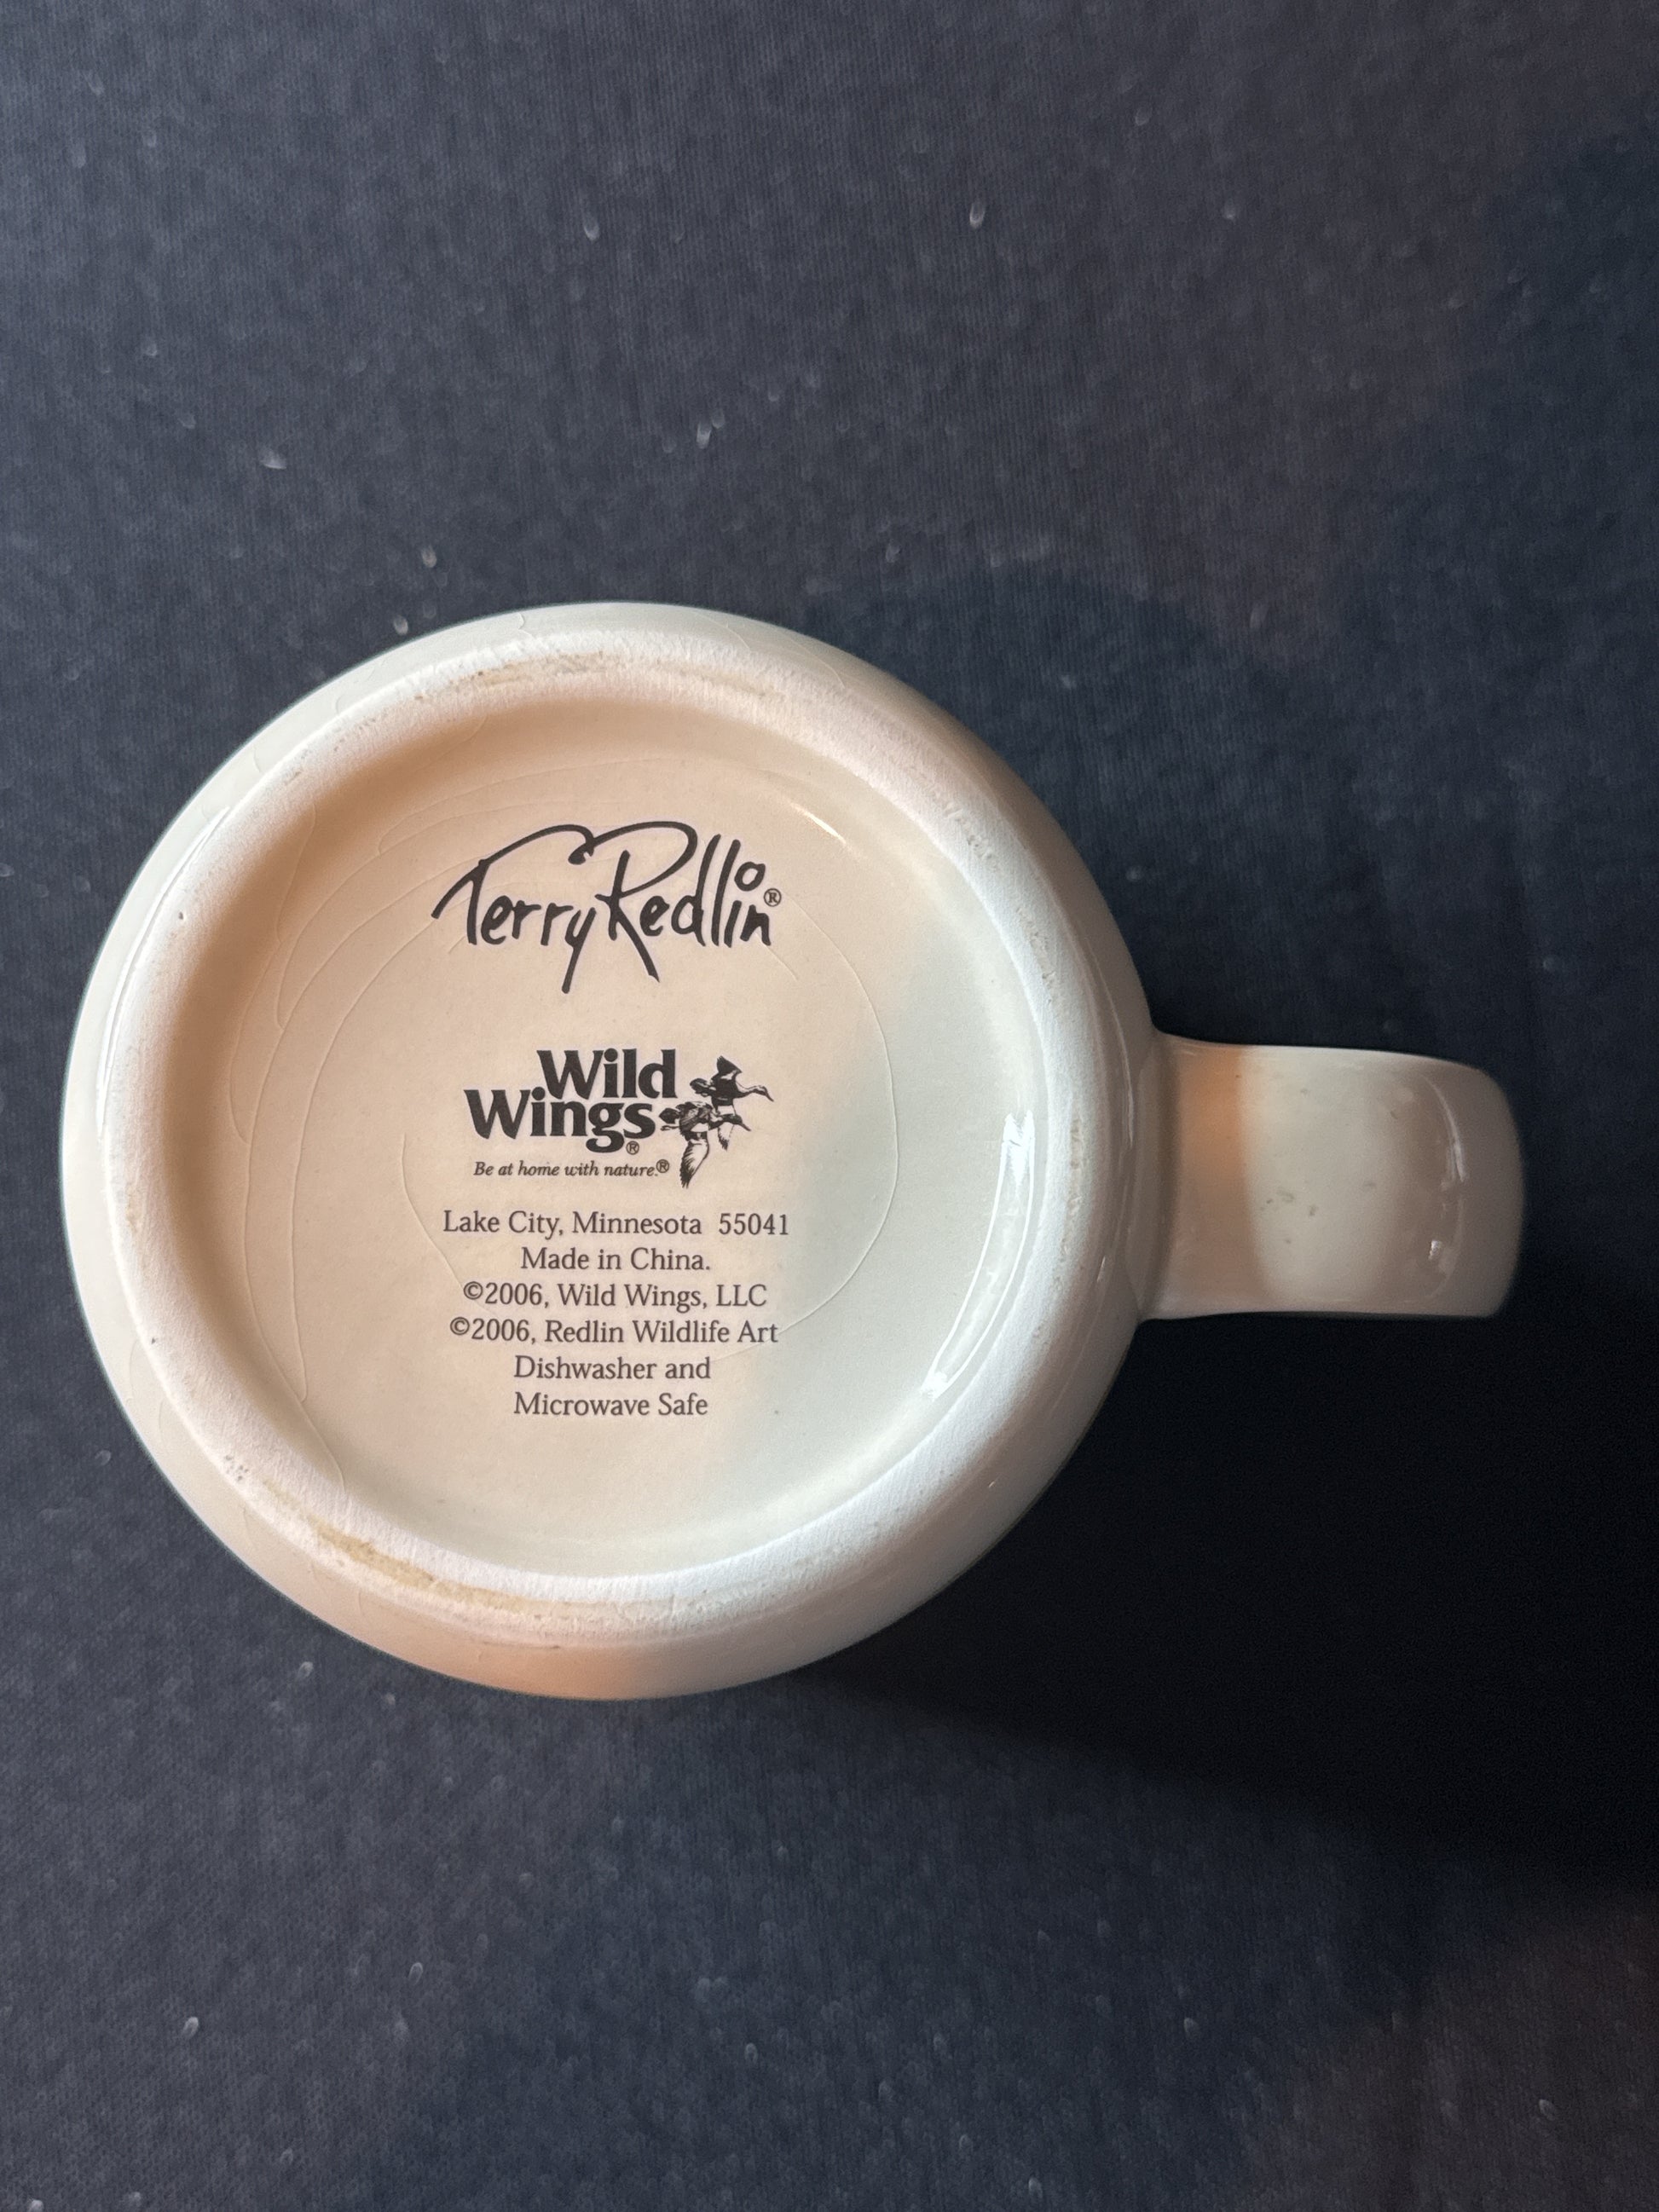 Terry Redlin®
Wild
Wings®
Be at home with nature.®
Lake City, Minnesota 55041
Made in China.
©2006, Wild Wings, LLC
©2006, Redlin Wildlife Art
Dishwasher and
Microwave Safe